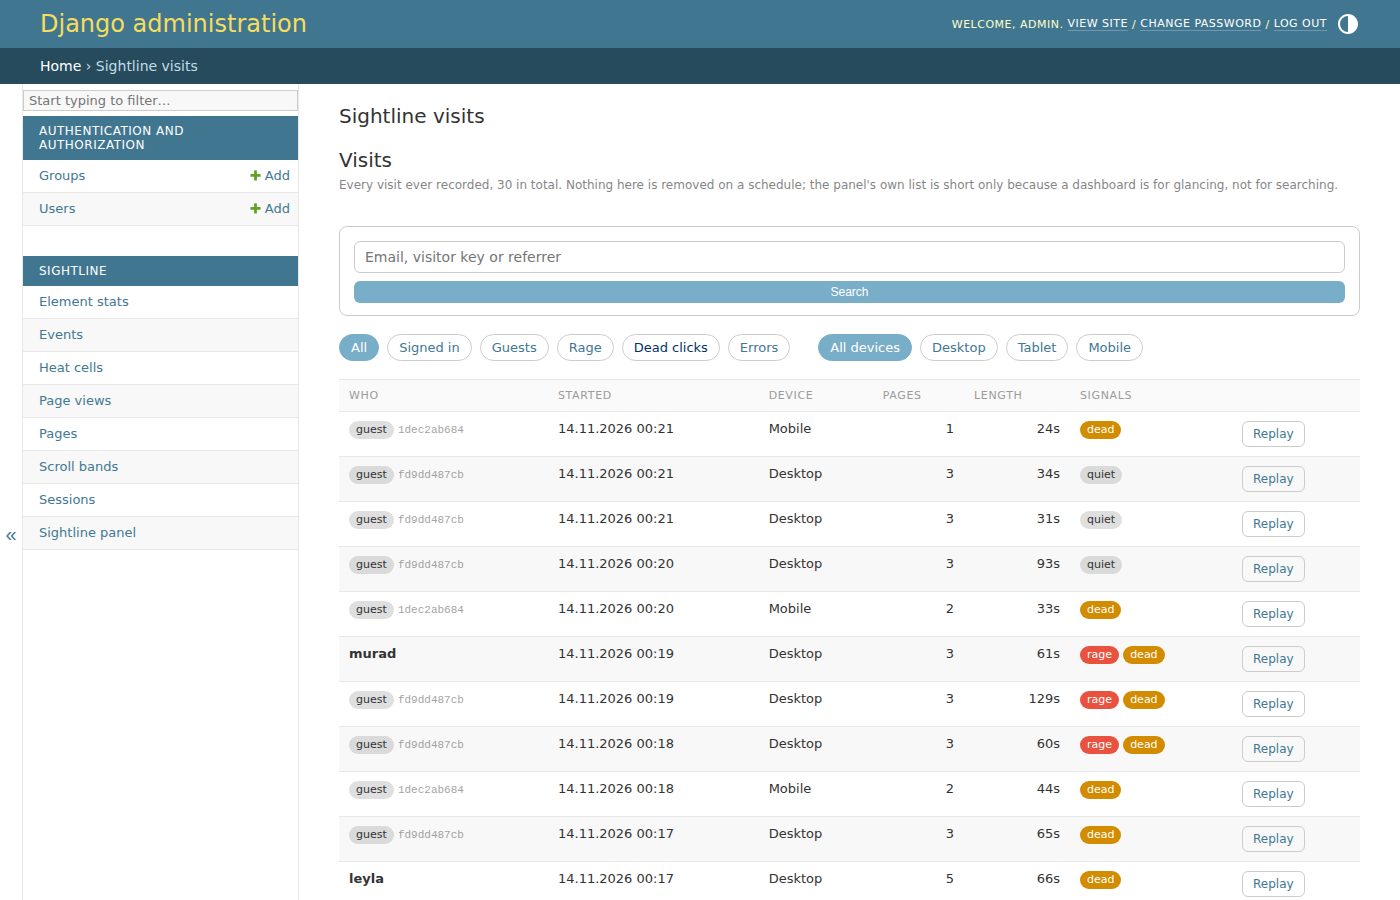 Django administration
WELCOME, ADMIN. VIEW SITE / CHANGE PASSWORD / LOG OUT
Home › Sightline visits
Start typing to filter…
AUTHENTICATION AND
AUTHORIZATION
Groups
Add
Users
Add
SIGHTLINE
Element stats
Events
Heat cells
Page views
Pages
Scroll bands
Sessions
Sightline panel
«
Sightline visits
Visits
Every visit ever recorded, 30 in total. Nothing here is removed on a schedule; the panel's own list is short only because a dashboard is for glancing, not for searching.
Email, visitor key or referrer
Search
All Signed in Guests Rage Dead clicks Errors All devices Desktop Tablet Mobile
WHO STARTED DEVICE PAGES LENGTH SIGNALS
guest 1dec2ab684 14.11.2026 00:21 Mobile 1 24s dead Replay
guest fd9dd487cb 14.11.2026 00:21 Desktop 3 34s quiet Replay
guest fd9dd487cb 14.11.2026 00:21 Desktop 3 31s quiet Replay
guest fd9dd487cb 14.11.2026 00:20 Desktop 3 93s quiet Replay
guest 1dec2ab684 14.11.2026 00:20 Mobile 2 33s dead Replay
murad 14.11.2026 00:19 Desktop 3 61s rage dead Replay
guest fd9dd487cb 14.11.2026 00:19 Desktop 3 129s rage dead Replay
guest fd9dd487cb 14.11.2026 00:18 Desktop 3 60s rage dead Replay
guest 1dec2ab684 14.11.2026 00:18 Mobile 2 44s dead Replay
guest fd9dd487cb 14.11.2026 00:17 Desktop 3 65s dead Replay
leyla 14.11.2026 00:17 Desktop 5 66s dead Replay